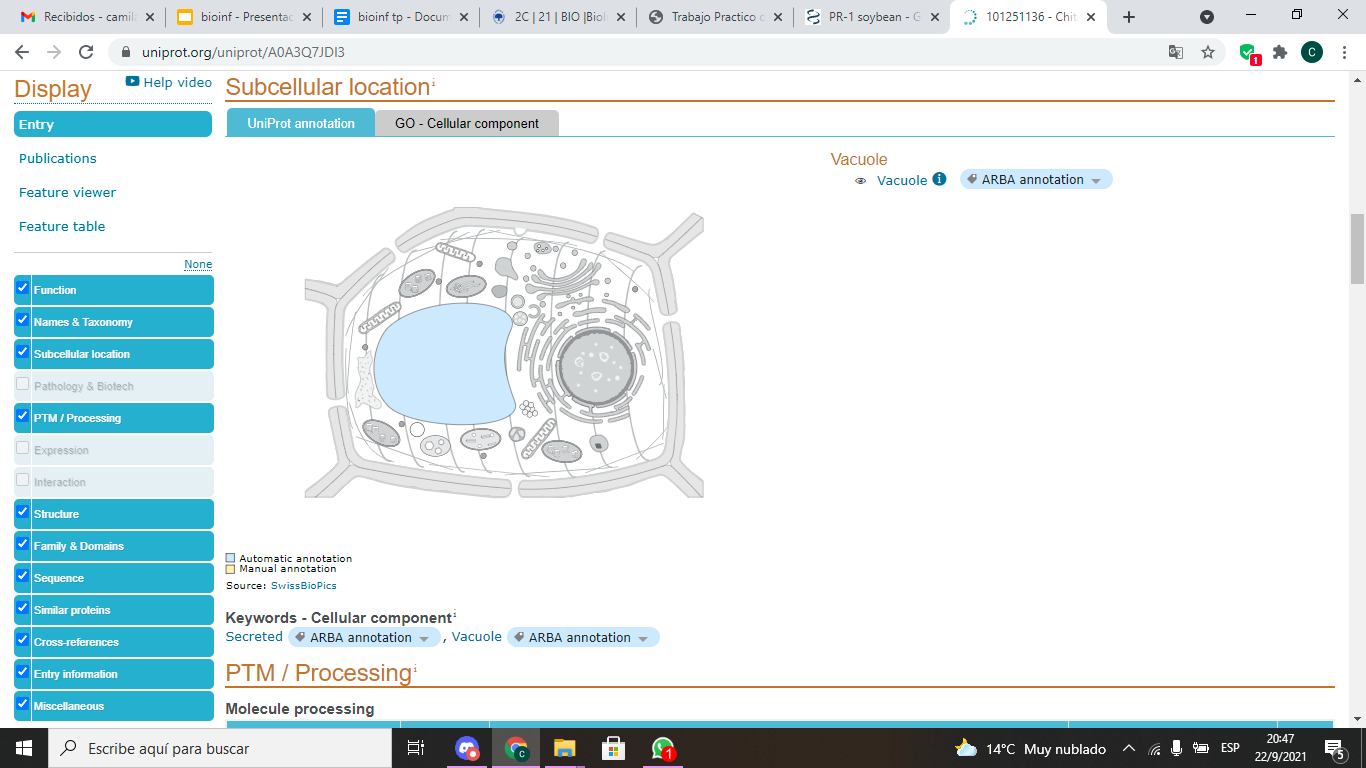 Recibidos - camila
bioinf - Presentac
bioinf tp - Docum
2C | 21 | BIO |Biol
Trabajo Practico c
PR-1 soybean - G
101251136 - Chit
uniprot.org/uniprot/A0A3Q7JDI3
C
1
Display
Help video
Entry
Publications
Feature viewer
Feature table
None
Function
Names & Taxonomy
Subcellular location
Pathology & Biotech
PTM / Processing
Expression
Interaction
Structure
Family & Domains
Sequence
Similar proteins
Cross-references
Entry information
Miscellaneous
Subcellular location i
UniProt annotation
GO - Cellular component
Vacuole
Vacuole i ARBA annotation
Automatic annotation
Manual annotation
Source: SwissBioPics
Keywords - Cellular component i
Secreted ARBA annotation , Vacuole ARBA annotation
PTM / Processing i
Molecule processing
Escribe aquí para buscar
C
1
14°C Muy nublado
ESP
20:47
22/9/2021
5